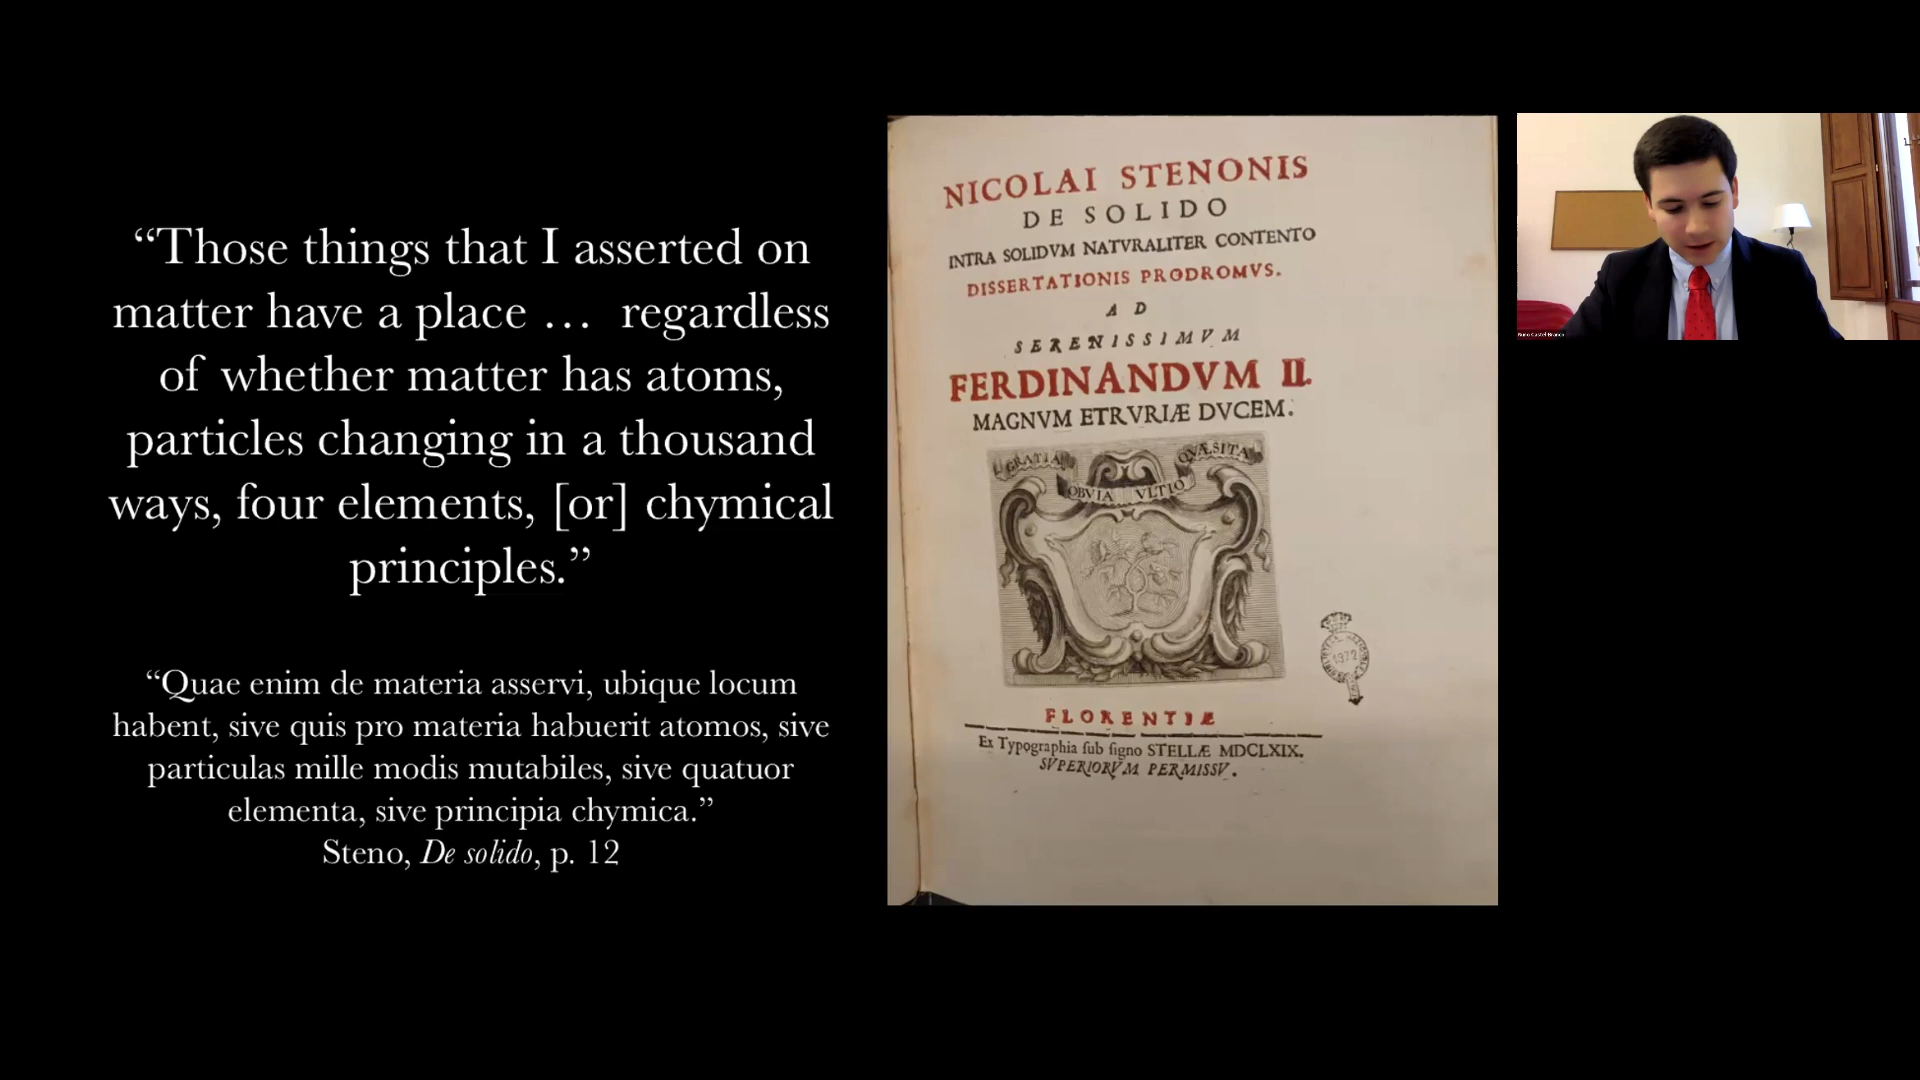 “Those things that I asserted on
matter have a place … regardless
of whether matter has atoms,
particles changing in a thousand
ways, four elements, [or] chymical
principles.”
“Quae enim de materia asservi, ubique locum
habent, sive quis pro materia habuerit atomos, sive
particulas mille modis mutabiles, sive quatuor
elementa, sive principia chymica.”
Steno, De solido, p. 12
NICOLAI STENONIS
DE SOLIDO
INTRA SOLIDVM NATVRALITER CONTENTO
DISSERTATIONIS PRODROMVS.
AD
SERENISSIMVM
FERDINANDVM II.
MAGNVM ETRVRIÆ DVCEM.
GRATIA
QVÆSITA
OBVIA VLTIO
1972
FLORENTIÆ
Ex Typographia sub signo STELLÆ MDCLXIX.
SVPERIORVM PERMISSV.
Nuno Castel-Branco